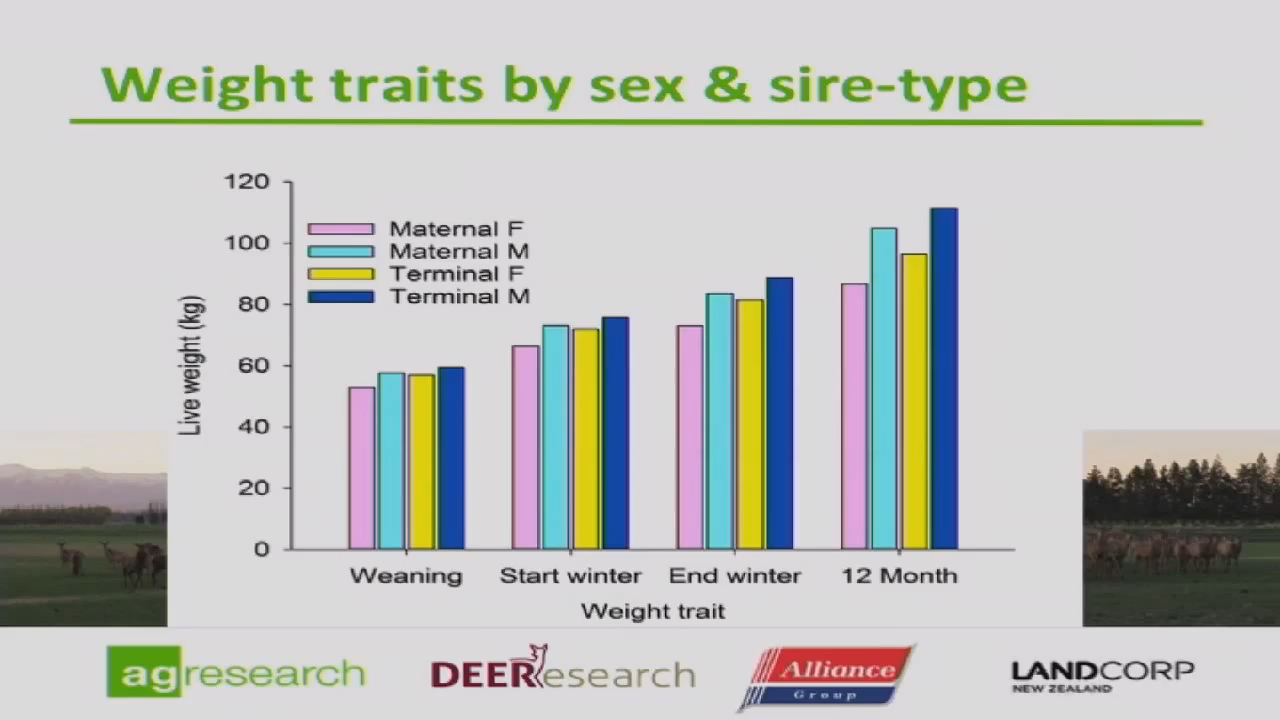 Weight traits by sex & sire-type
120
100
80
60
40
20
0
Live weight (kg)
Maternal F
Maternal M
Terminal F
Terminal M
Weaning
Start winter
End winter
12 Month
Weight trait
agresearch
DEEResearch
Alliance
Group
LANDCORP
NEW ZEALAND